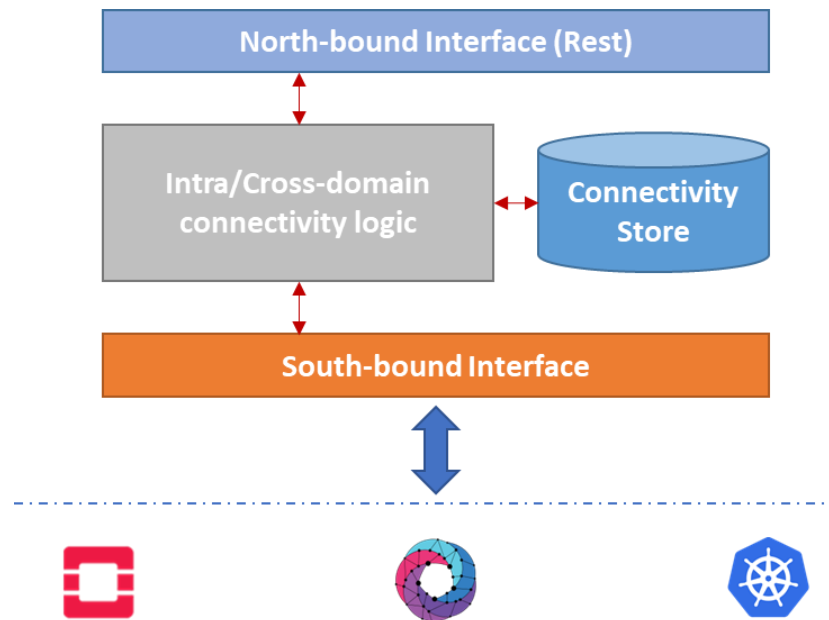 North-bound Interface (Rest)
Intra/Cross-domain
connectivity logic
Connectivity
Store
South-bound Interface